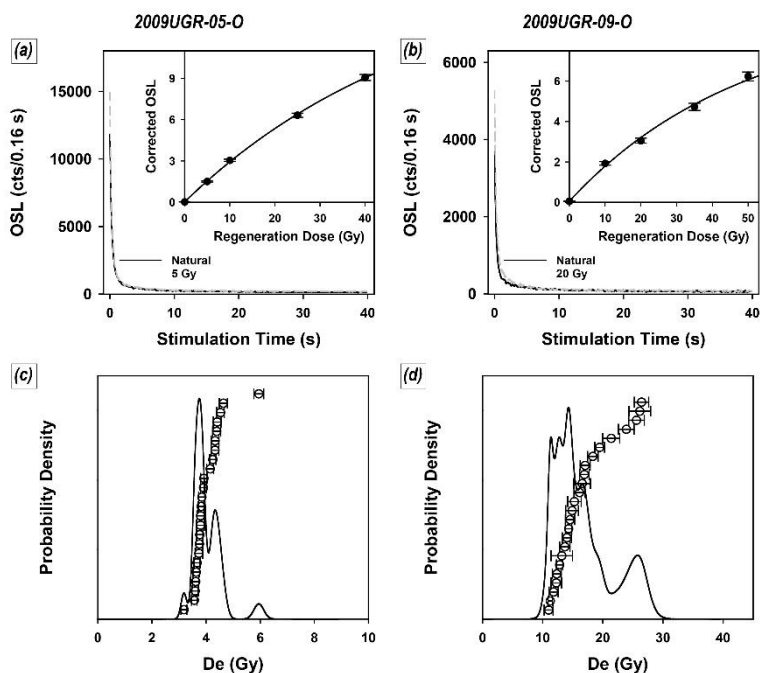 2009UGR-05-O
2009UGR-09-O
(a)
OSL (cts/0.16 s)
15000
12000
9000
6000
3000
0
Corrected OSL
9
6
3
0
0 10 20 30 40
Regeneration Dose (Gy)
Natural
5 Gy
0 10 20 30 40
Stimulation Time (s)
(b)
OSL (cts/0.16 s)
6000
4000
2000
0
Corrected OSL
6
4
2
0
0 10 20 30 40 50
Regeneration Dose (Gy)
Natural
20 Gy
0 10 20 30 40
Stimulation Time (s)
(c)
Probability Density
0 2 4 6 8 10
De (Gy)
(d)
Probability Density
0 10 20 30 40
De (Gy)